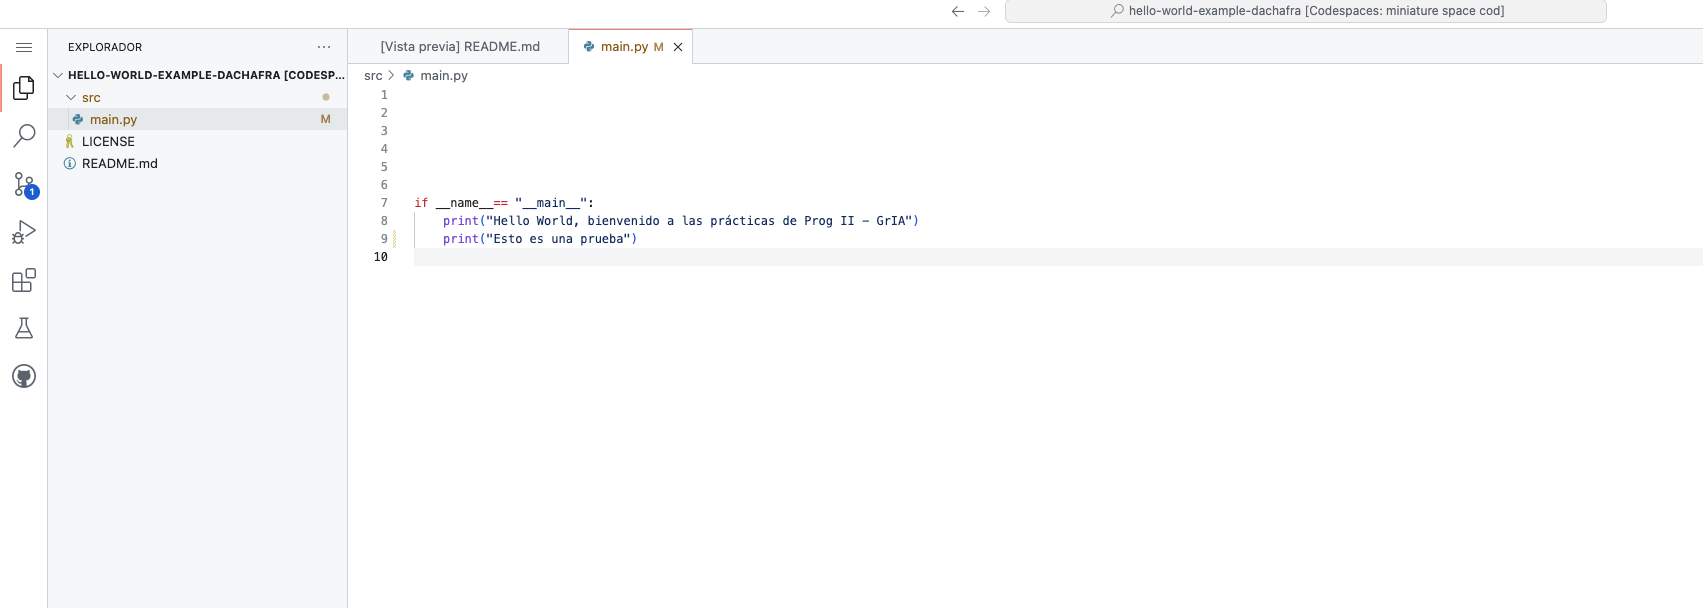 hello-world-example-dachafra [Codespaces: miniature space cod]
EXPLORADOR
HELLO-WORLD-EXAMPLE-DACHAFRA [CODESP...
src
main.py M
LICENSE
README.md
1
[Vista previa] README.md
main.py M
src > main.py
1
2
3
4
5
6
7 if __name__== "__main__":
8 print("Hello World, bienvenido a las prácticas de Prog II - GrIA")
9 print("Esto es una prueba")
10